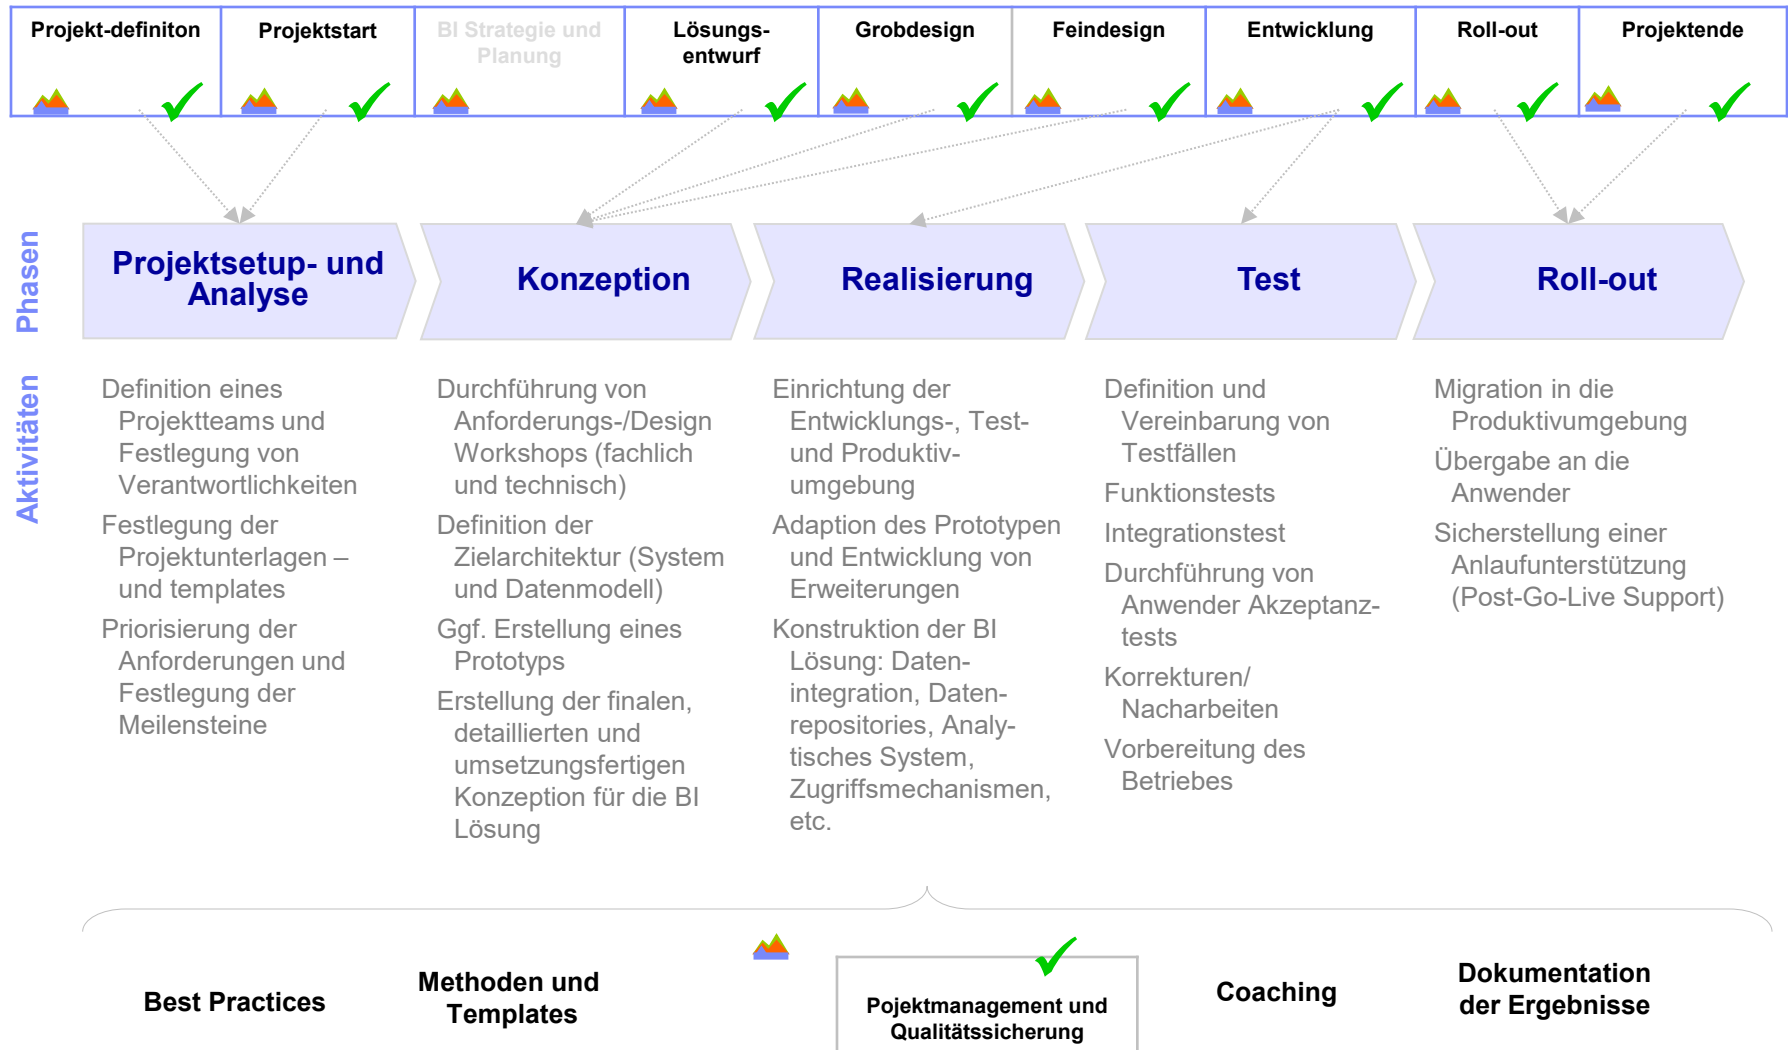 Projekt-definiton
Projektstart
BI Strategie und
Planung
Lösungs-
entwurf
Grobdesign
Feindesign
Entwicklung
Roll-out
Projektende
Phasen
Projektsetup- und
Analyse
Konzeption
Realisierung
Test
Roll-out
Aktivitäten
Definition eines
Projektteams und
Festlegung von
Verantwortlichkeiten
Festlegung der
Projektunterlagen –
und templates
Priorisierung der
Anforderungen und
Festlegung der
Meilensteine
Durchführung von
Anforderungs-/Design
Workshops (fachlich
und technisch)
Definition der
Zielarchitektur (System
und Datenmodell)
Ggf. Erstellung eines
Prototyps
Erstellung der finalen,
detaillierten und
umsetzungsfertigen
Konzeption für die BI
Lösung
Einrichtung der
Entwicklungs-, Test-
und Produktiv-
umgebung
Adaption des Prototypen
und Entwicklung von
Erweiterungen
Konstruktion der BI
Lösung: Daten-
integration, Daten-
repositories, Analy-
tisches System,
Zugriffsmechanismen,
etc.
Definition und
Vereinbarung von
Testfällen
Funktionstests
Integrationstest
Durchführung von
Anwender Akzeptanz-
tests
Korrekturen/
Nacharbeiten
Vorbereitung des
Betriebes
Migration in die
Produktivumgebung
Übergabe an die
Anwender
Sicherstellung einer
Anlaufunterstützung
(Post-Go-Live Support)
Best Practices
Methoden und
Templates
Pojektmanagement und
Qualitätssicherung
Coaching
Dokumentation
der Ergebnisse